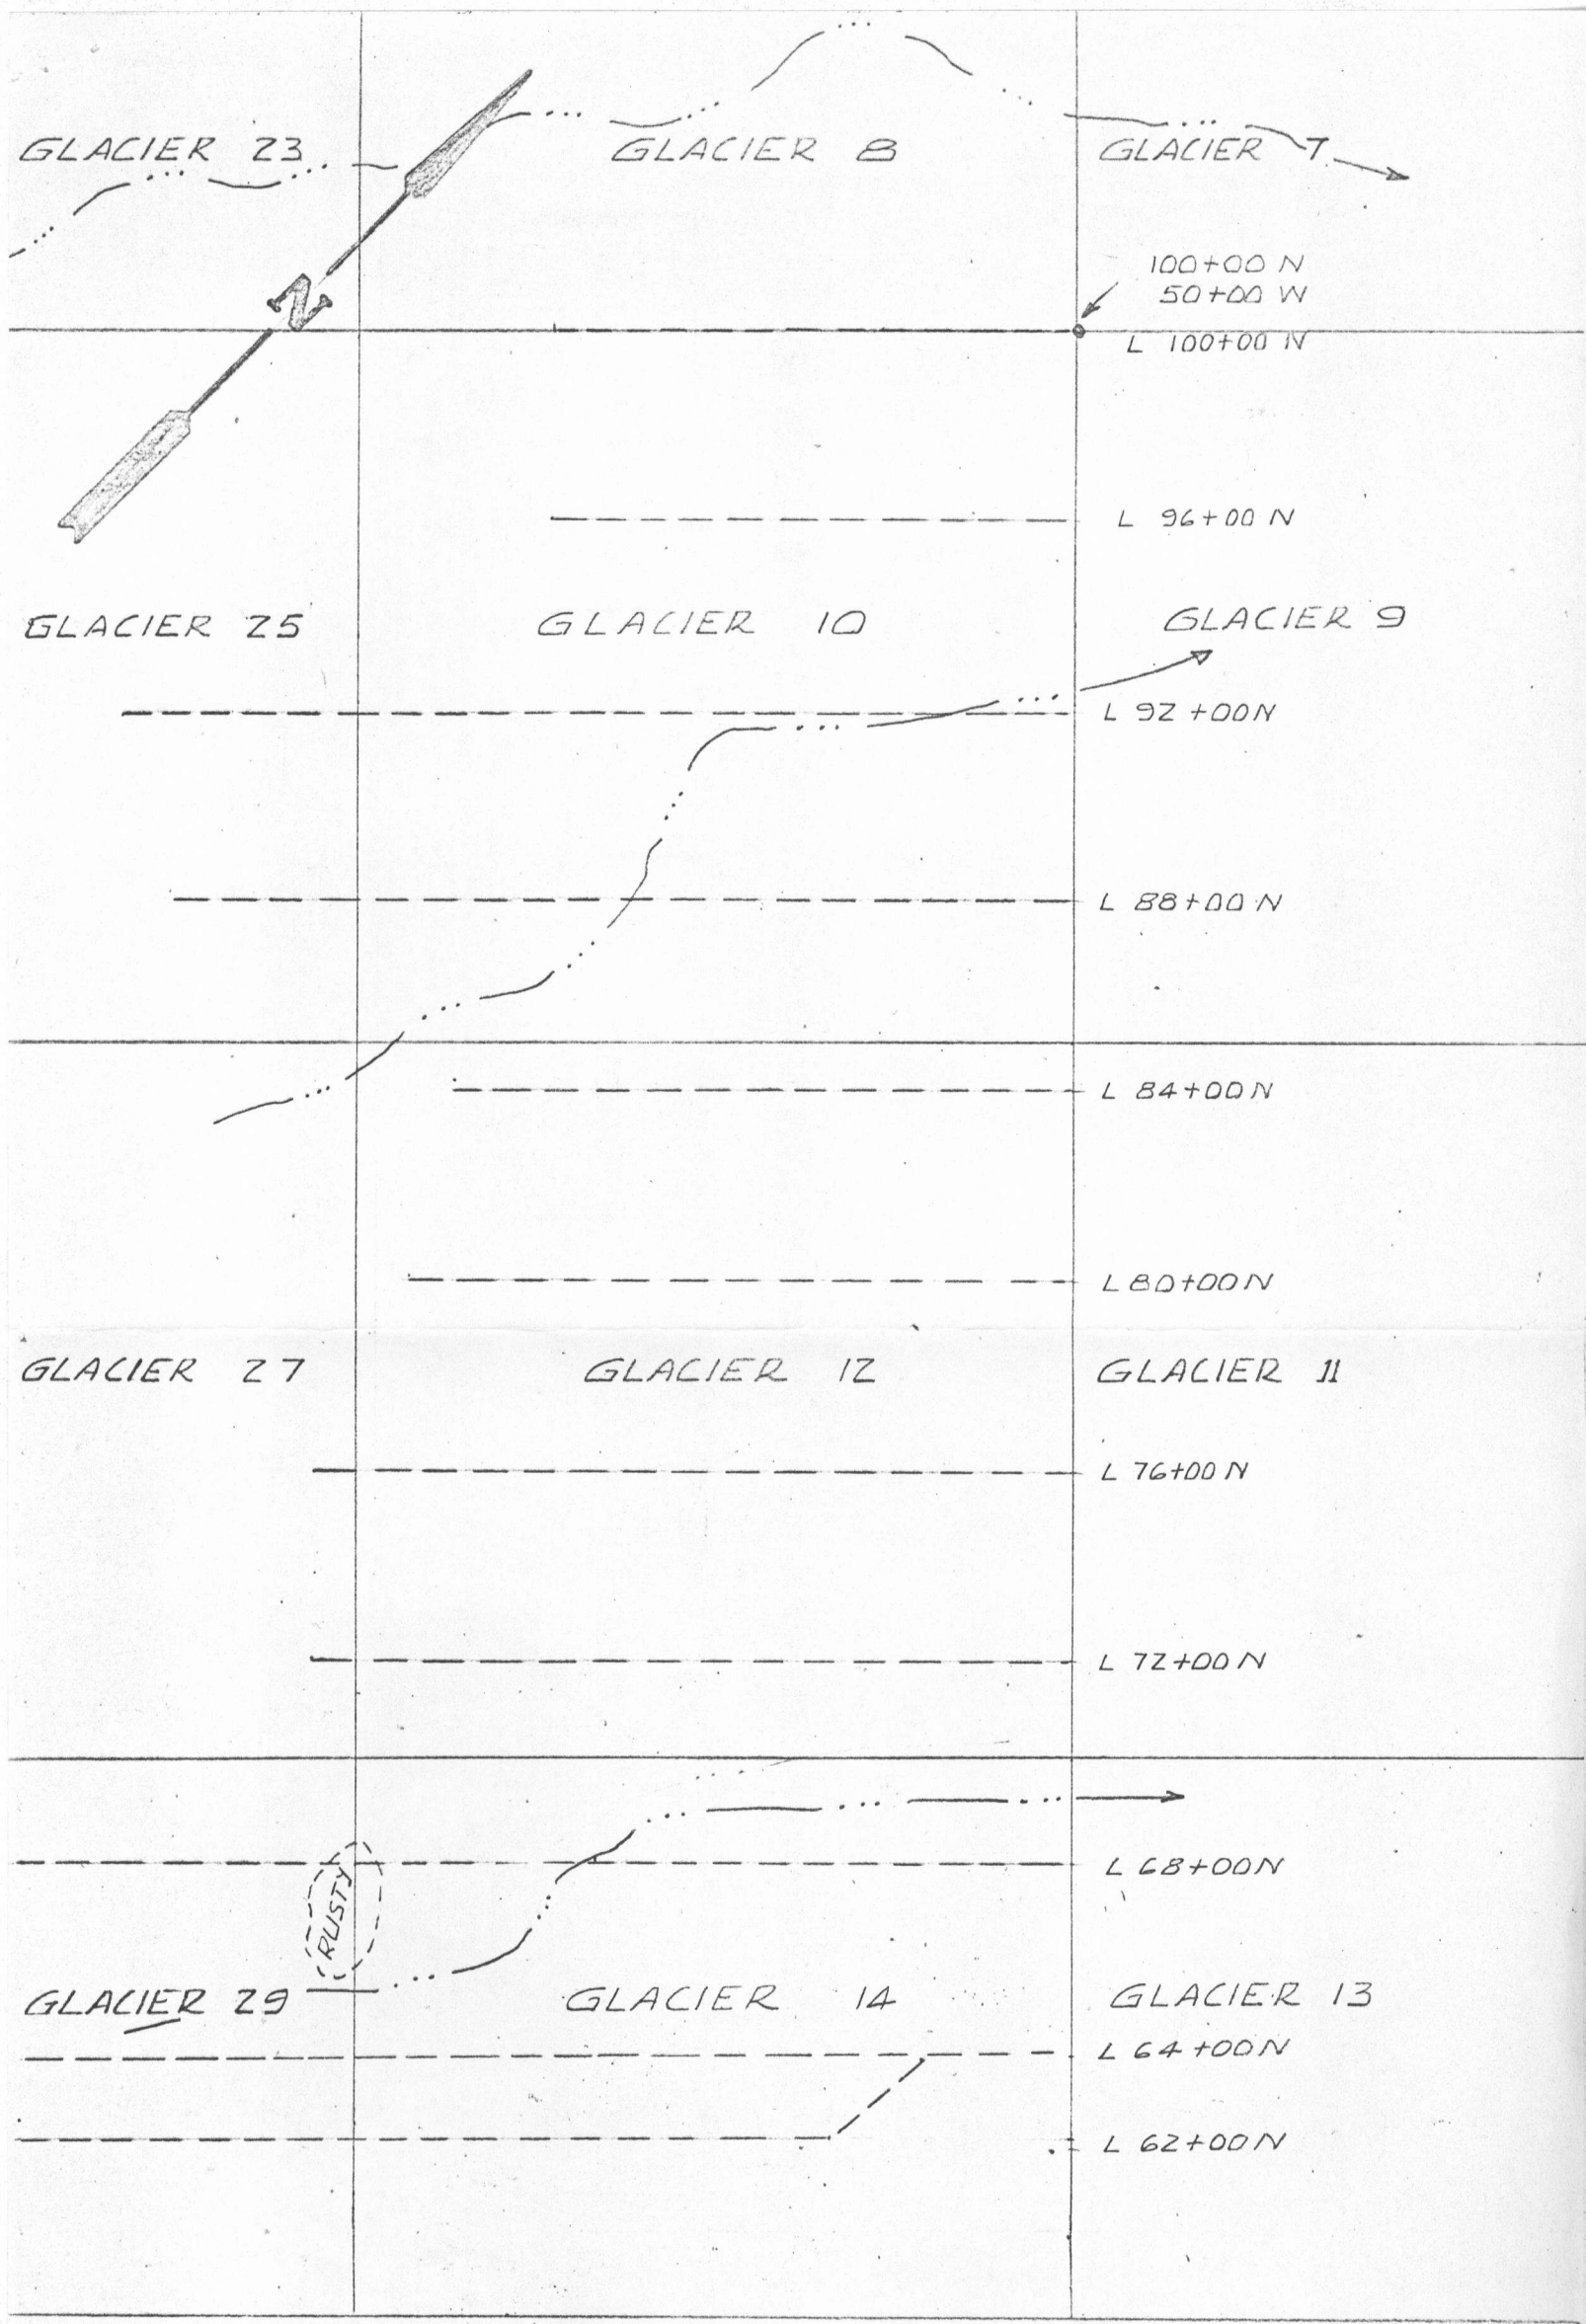 GLACIER 23
GLACIER 8
GLACIER 7
100+00 N
50+00 W
N
L 100+00 N
L 96+00 N
GLACIER 25
GLACIER 10
GLACIER 9
L 92+00N
L 88+00 N
L 84+00N
L 80+00N
GLACIER 27
GLACIER 12
GLACIER 11
L 76+00 N
L 72+00 N
L 68+00N
RUSTY
GLACIER 29
GLACIER 14
GLACIER 13
L 64+00N
L 62+00N